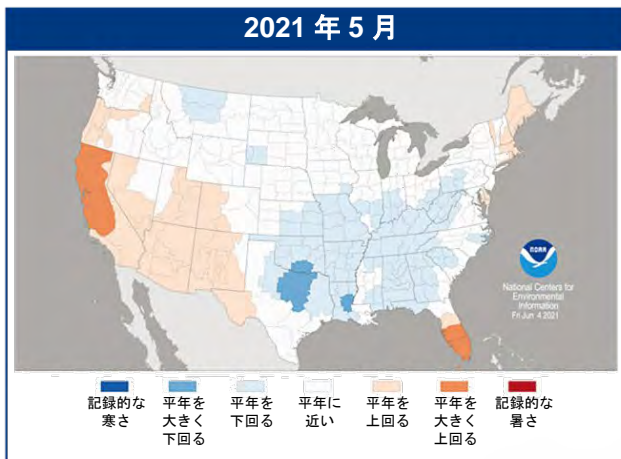 2021 年 5 月
NOAA
National Centers for
Environmental
Information
Fri Jun 4 2021
記録的な
寒さ
平年を
大きく
下回る
平年を
下回る
平年に
近い
平年を
上回る
平年を
大きく
上回る
記録的な
暑さ